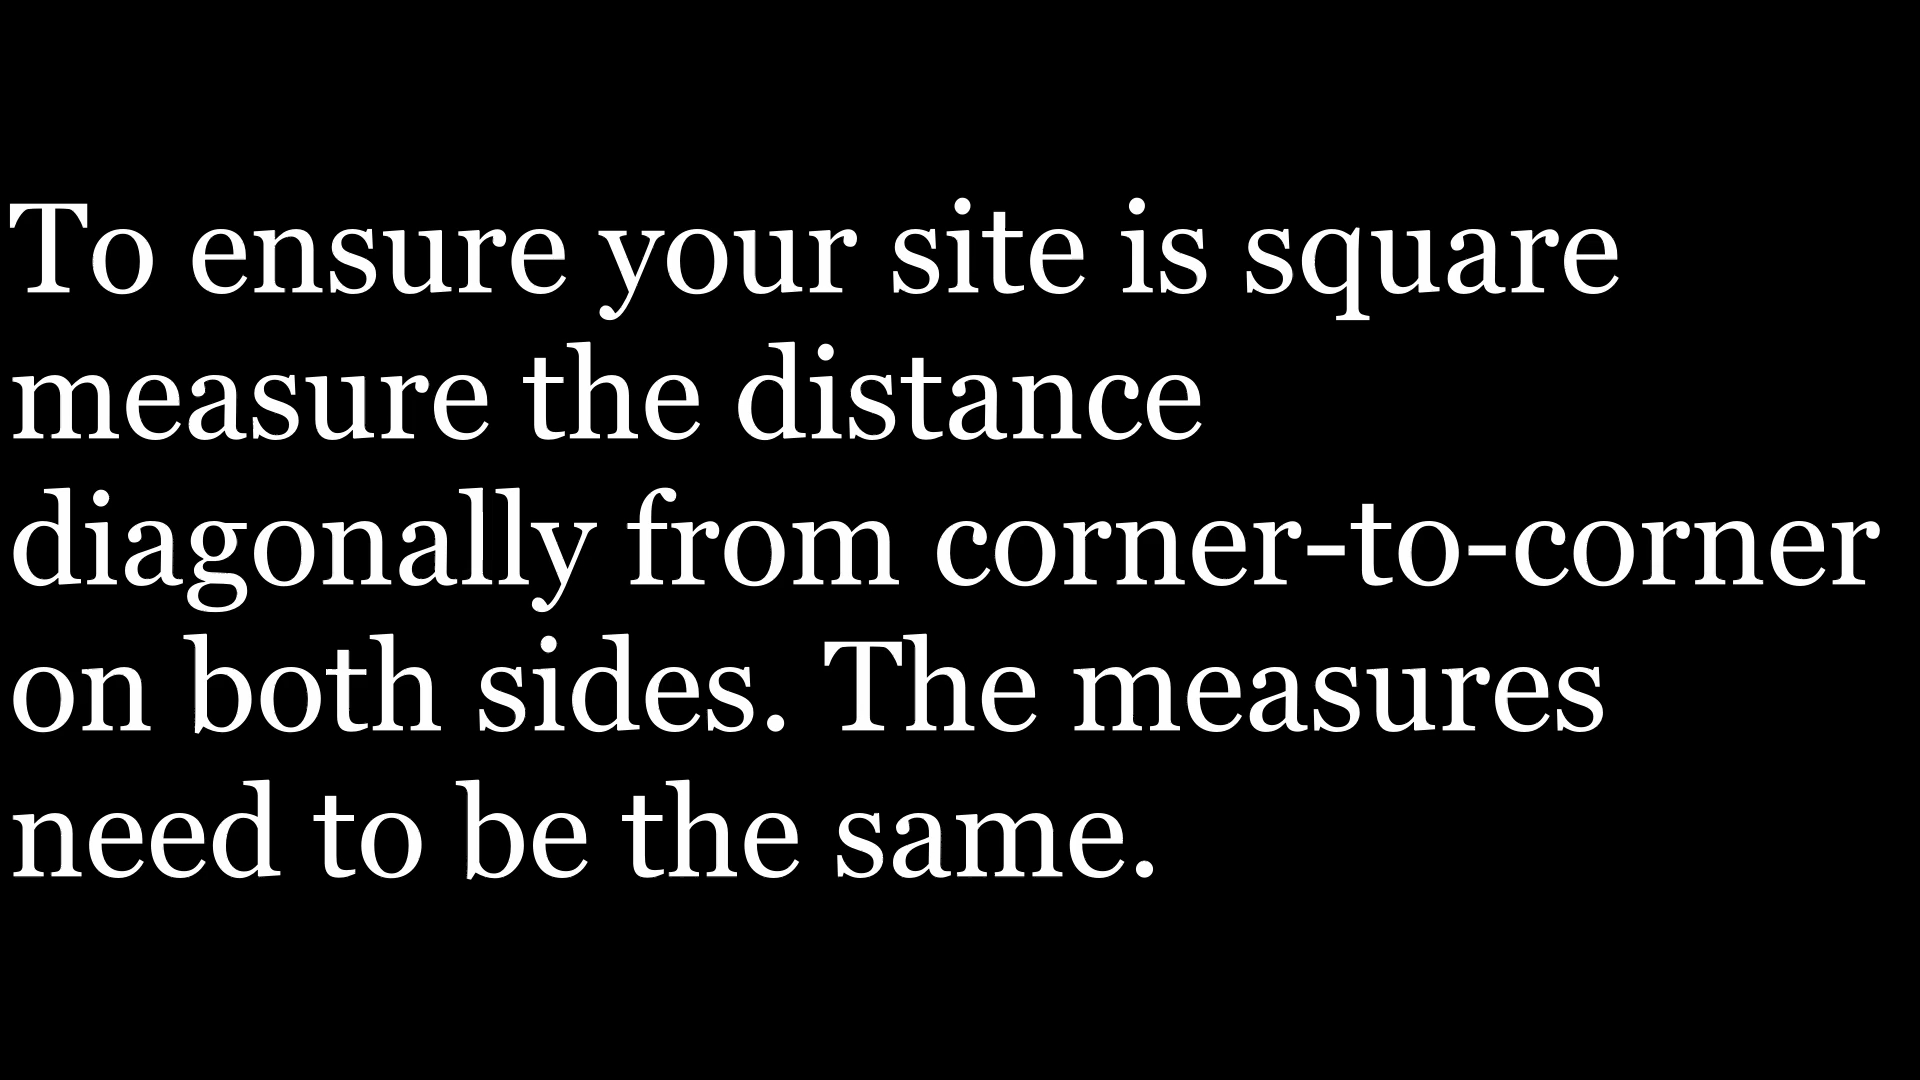 To ensure your site is square
measure the distance
diagonally from corner-to-corner
on both sides. The measures
need to be the same.